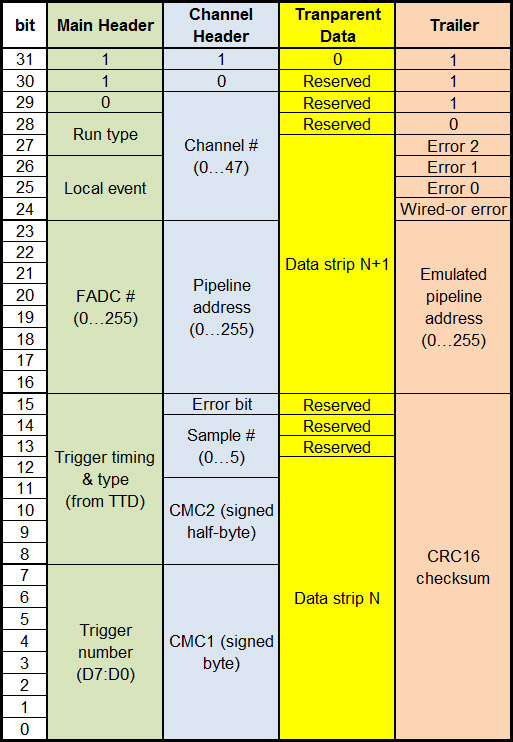 bit Main Header Channel Header Tranparent Data Trailer
31 1 1 0 1
30 1 0 Reserved 1
29 0 Reserved 1
28 Reserved 0
Run type
27 Error 2
Channel #
(0…47)
26 Error 1
25 Local event Error 0
24 Wired-or error
23
22
21 Data strip N+1
20 FADC #
(0…255)
Pipeline
address
(0…255)
Emulated
pipeline
address
(0…255)
19
18
17
16
15 Error bit Reserved
14 Reserved
13 Sample #
(0…5)
Reserved
12
Trigger timing
& type
(from TTD)
11
10 CMC2 (signed
half-byte)
9
8
CRC16
checksum
7
6 Data strip N
5
4 Trigger
number
(D7:D0)
CMC1 (signed
byte)
3
2
1
0